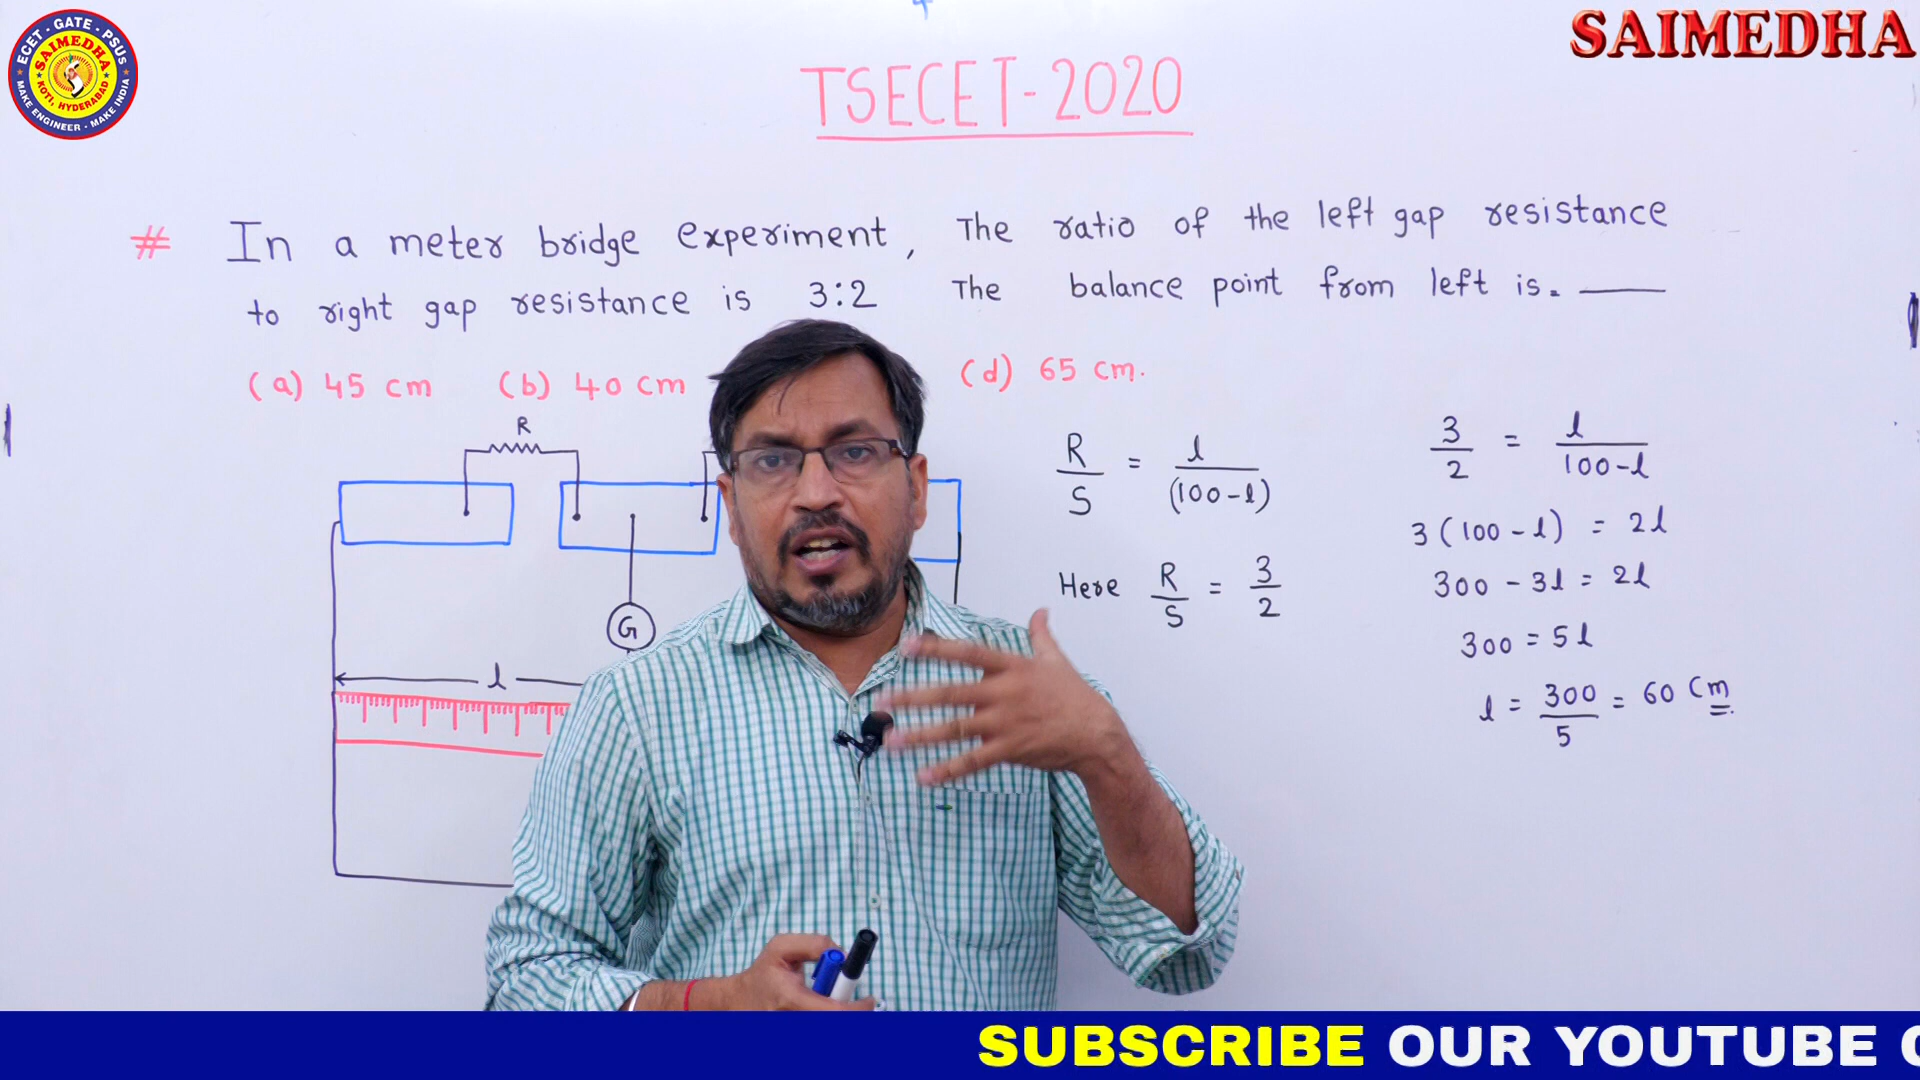 ECET - GATE - PSUS
SAIMEDHA
KOTI, HYDERABAD
MAKE ENGINEER - MAKE INDIA
SAIMEDHA
TSECET-2020
# In a meter bridge experiment, The ratio of the left gap resistance
to right gap resistance is 3:2 The balance point from left is. ____
(a) 45 cm (b) 40 cm (d) 65 cm.
R
G
l
R/S = l/(100-l)
Here R/S = 3/2
3/2 = l/100-l
3(100-l) = 2l
300 - 3l = 2l
300 = 5l
l = 300/5 = 60 Cm
SUBSCRIBE OUR YOUTUBE